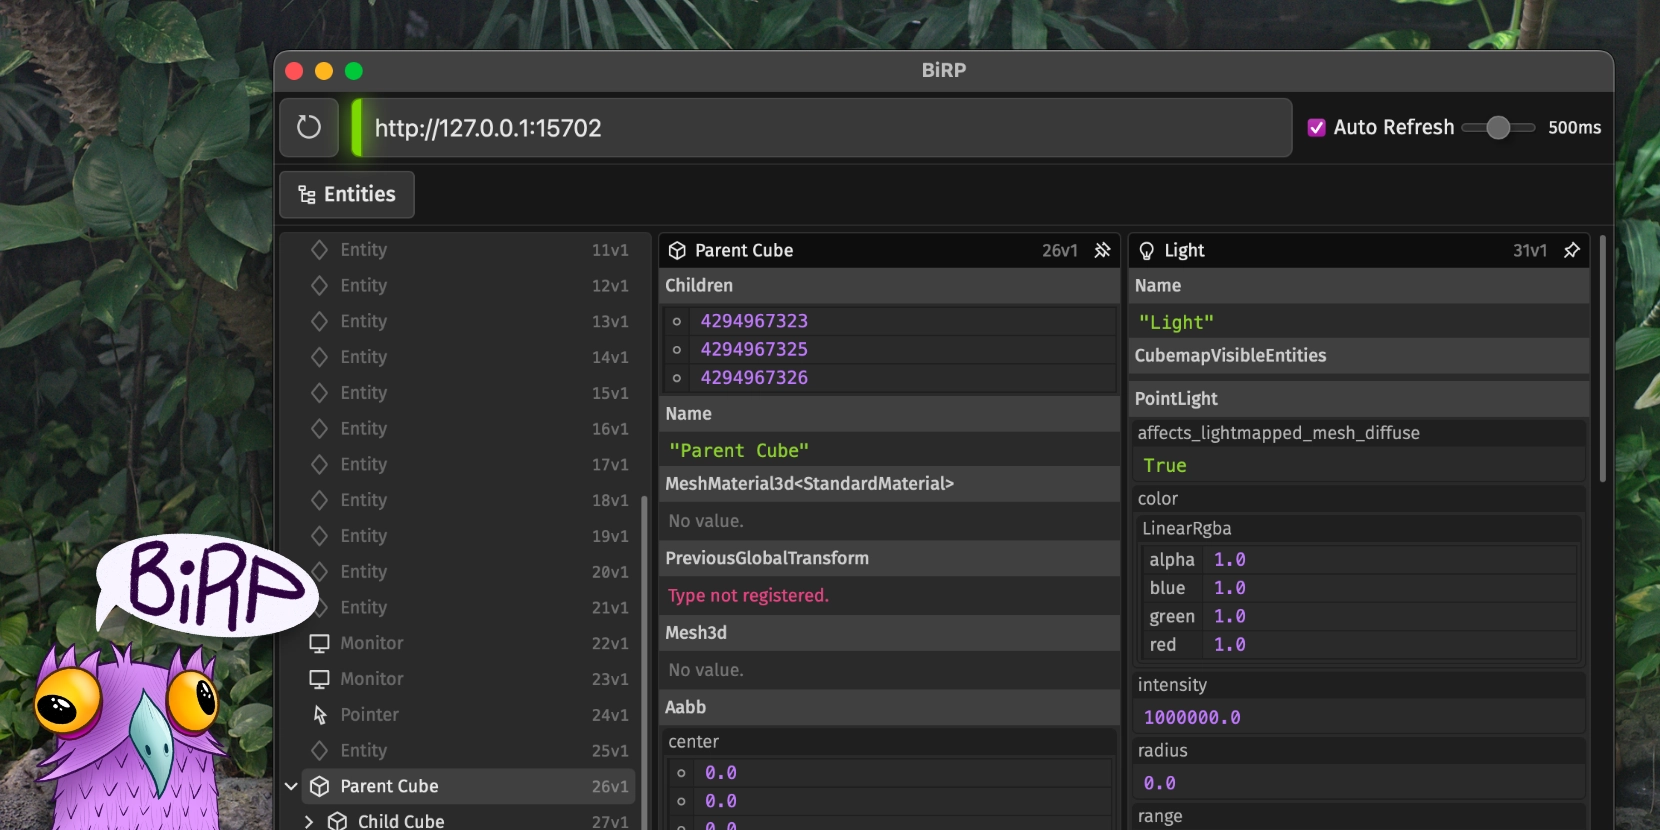 BiRP
http://127.0.0.1:15702
Auto Refresh
500ms
Entities
Entity 11v1
Entity 12v1
Entity 13v1
Entity 14v1
Entity 15v1
Entity 16v1
Entity 17v1
Entity 18v1
Entity 19v1
Entity 20v1
Entity 21v1
Monitor 22v1
Monitor 23v1
Pointer 24v1
Entity 25v1
Parent Cube 26v1
Child Cube 27v1
Parent Cube 26v1
Children
4294967323
4294967325
4294967326
Name
"Parent Cube"
MeshMaterial3d<StandardMaterial>
No value.
PreviousGlobalTransform
Type not registered.
Mesh3d
No value.
Aabb
center
0.0
0.0
0.0
Light 31v1
Name
"Light"
CubemapVisibleEntities
PointLight
affects_lightmapped_mesh_diffuse
True
color
LinearRgba
alpha 1.0
blue 1.0
green 1.0
red 1.0
intensity
1000000.0
radius
0.0
range
BiRP